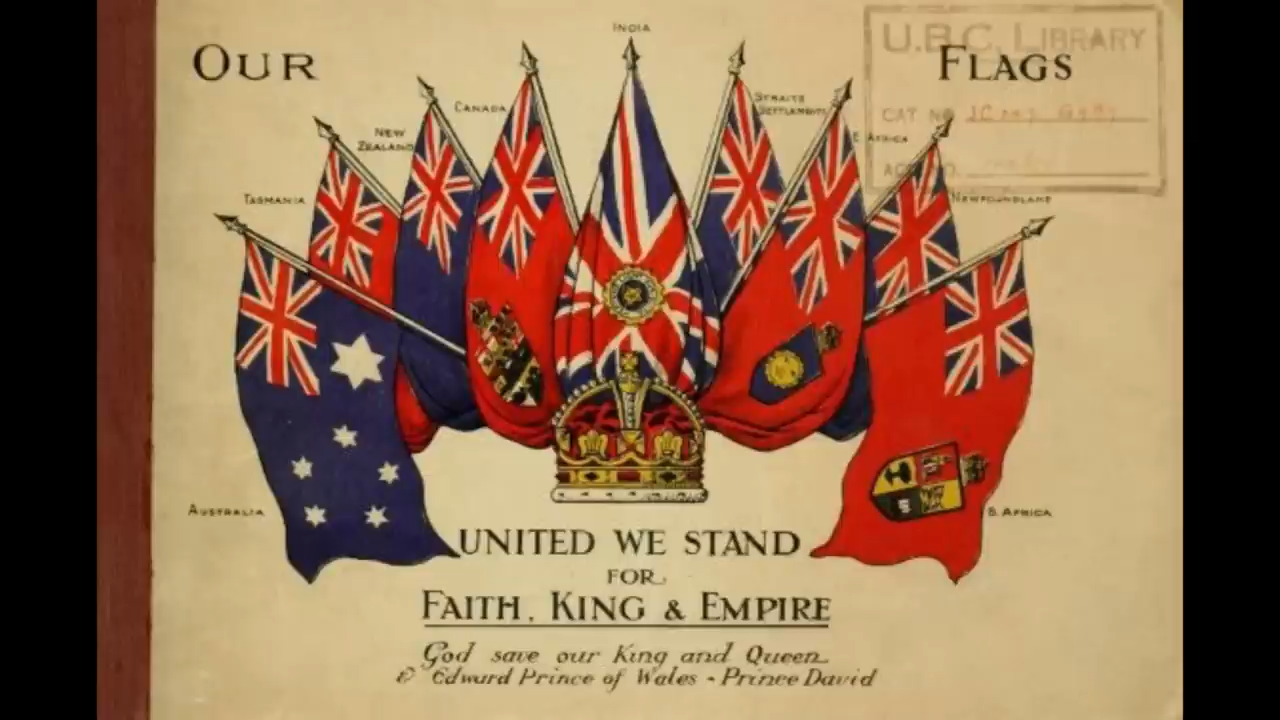 INDIA
OUR
FLAGS
U.B.C. LIBRARY
CANADA
STRAITS
SETTLEMENTS
CAT NO
NEW
ZEALAND
E. AFRICA
TASMANIA
NEWFOUNDLAND
AUSTRALIA
S. AFRICA
UNITED WE STAND
FOR
FAITH, KING & EMPIRE
God save our King and Queen
& Edward Prince of Wales - Prince David